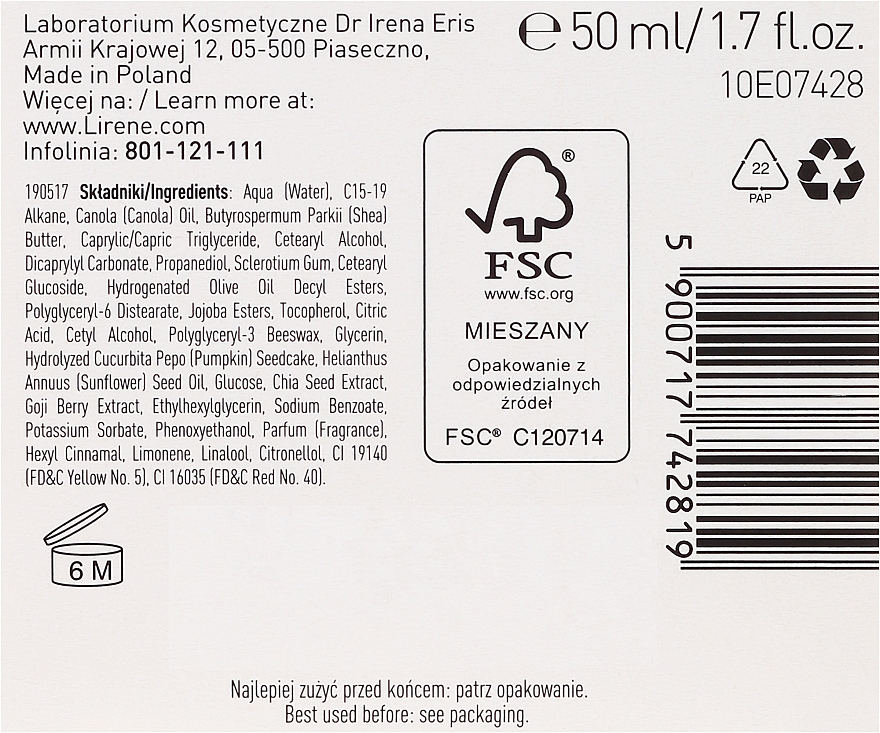 Laboratorium Kosmetyczne Dr Irena Eris
Armii Krajowej 12, 05-500 Piaseczno,
Made in Poland
Więcej na: / Learn more at:
www.Lirene.com
Infolinia: 801-121-111
℮ 50 ml/1.7 fl.oz.
10E07428
22
PAP
190517 Składniki/Ingredients: Aqua (Water), C15-19
Alkane, Canola (Canola) Oil, Butyrospermum Parkii (Shea)
Butter, Caprylic/Capric Triglyceride, Cetearyl Alcohol,
Dicaprylyl Carbonate, Propanediol, Sclerotium Gum, Cetearyl
Glucoside, Hydrogenated Olive Oil Decyl Esters,
Polyglyceryl-6 Distearate, Jojoba Esters, Tocopherol, Citric
Acid, Cetyl Alcohol, Polyglyceryl-3 Beeswax, Glycerin,
Hydrolyzed Cucurbita Pepo (Pumpkin) Seedcake, Helianthus
Annuus (Sunflower) Seed Oil, Glucose, Chia Seed Extract,
Goji Berry Extract, Ethylhexylglycerin, Sodium Benzoate,
Potassium Sorbate, Phenoxyethanol, Parfum (Fragrance),
Hexyl Cinnamal, Limonene, Linalool, Citronellol, CI 19140
(FD&C Yellow No. 5), CI 16035 (FD&C Red No. 40).
®
FSC
www.fsc.org
MIESZANY
Opakowanie z
odpowiedzialnych
źródeł
FSC® C120714
5 900717 742819
6 M
Najlepiej zużyć przed końcem: patrz opakowanie.
Best used before: see packaging.